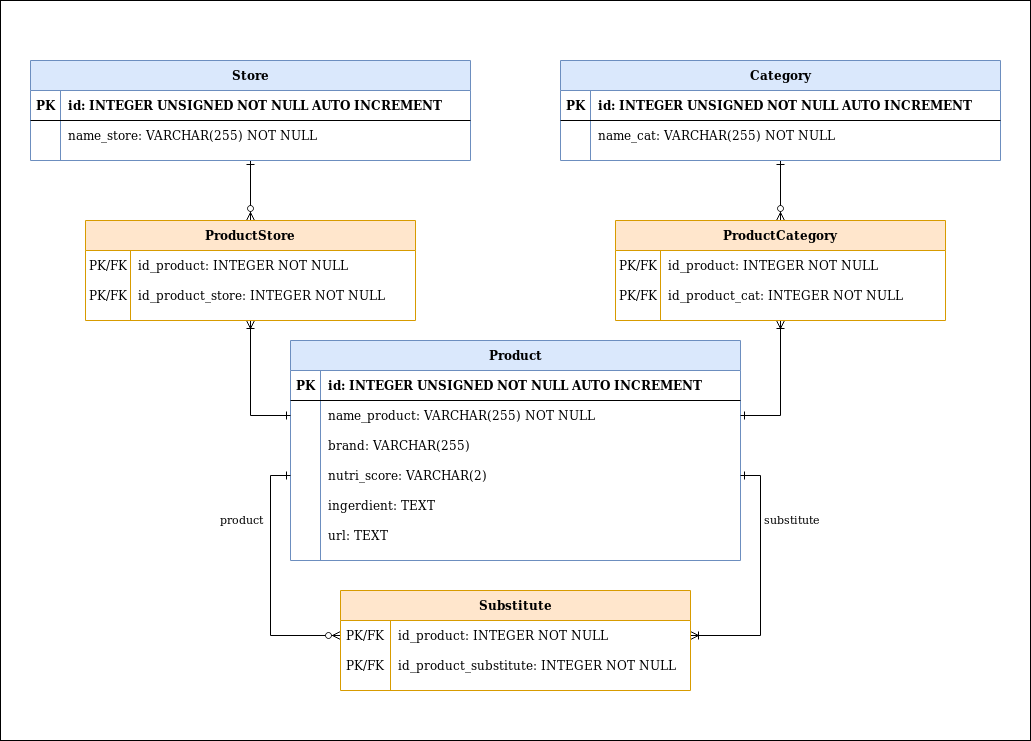 Store
PK id: INTEGER UNSIGNED NOT NULL AUTO INCREMENT
name_store: VARCHAR(255) NOT NULL
Category
PK id: INTEGER UNSIGNED NOT NULL AUTO INCREMENT
name_cat: VARCHAR(255) NOT NULL
ProductStore
PK/FK id_product: INTEGER NOT NULL
PK/FK id_product_store: INTEGER NOT NULL
ProductCategory
PK/FK id_product: INTEGER NOT NULL
PK/FK id_product_cat: INTEGER NOT NULL
Product
PK id: INTEGER UNSIGNED NOT NULL AUTO INCREMENT
name_product: VARCHAR(255) NOT NULL
brand: VARCHAR(255)
nutri_score: VARCHAR(2)
ingerdient: TEXT
url: TEXT
product
substitute
Substitute
PK/FK id_product: INTEGER NOT NULL
PK/FK id_product_substitute: INTEGER NOT NULL